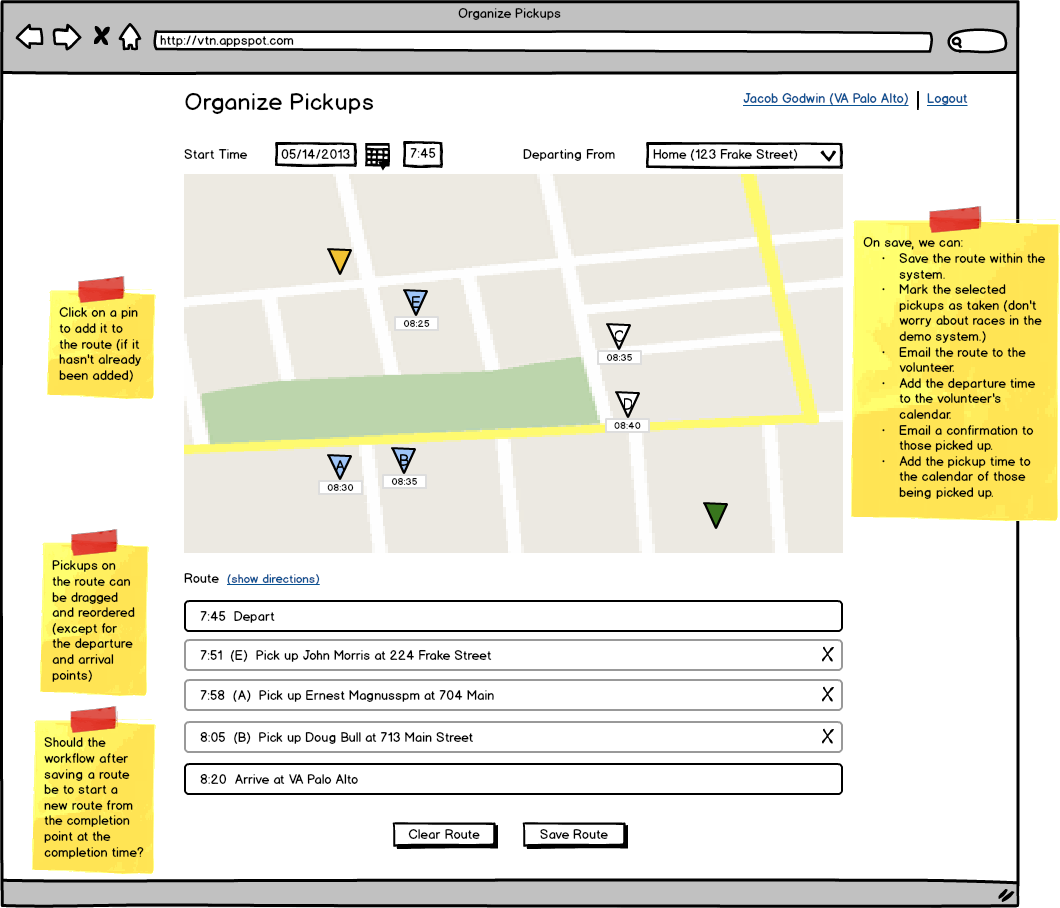 Organize Pickups
http://vtn.appspot.com
Organize Pickups
Jacob Godwin (VA Palo Alto) | Logout
Start Time 05/14/2013 7:45 Departing From Home (123 Frake Street)
E
08:25
C
08:35
D
08:40
A
08:30
B
08:35
Click on a pin
to add it to
the route (if it
hasn't already
been added)
On save, we can:
· Save the route within the
system.
· Mark the selected
pickups as taken (don't
worry about races in the
demo system.)
· Email the route to the
volunteer.
· Add the departure time
to the volunteer's
calendar.
· Email a confirmation to
those picked up.
· Add the pickup time to
the calendar of those
being picked up.
Pickups on
the route can
be dragged
and reordered
(except for
the departure
and arrival
points)
Route (show directions)
7:45 Depart
7:51 (E) Pick up John Morris at 224 Frake Street X
7:58 (A) Pick up Ernest Magnusspm at 704 Main X
8:05 (B) Pick up Doug Bull at 713 Main Street X
8:20 Arrive at VA Palo Alto
Should the
workflow after
saving a route
be to start a
new route from
the completion
point at the
completion time?
Clear Route
Save Route